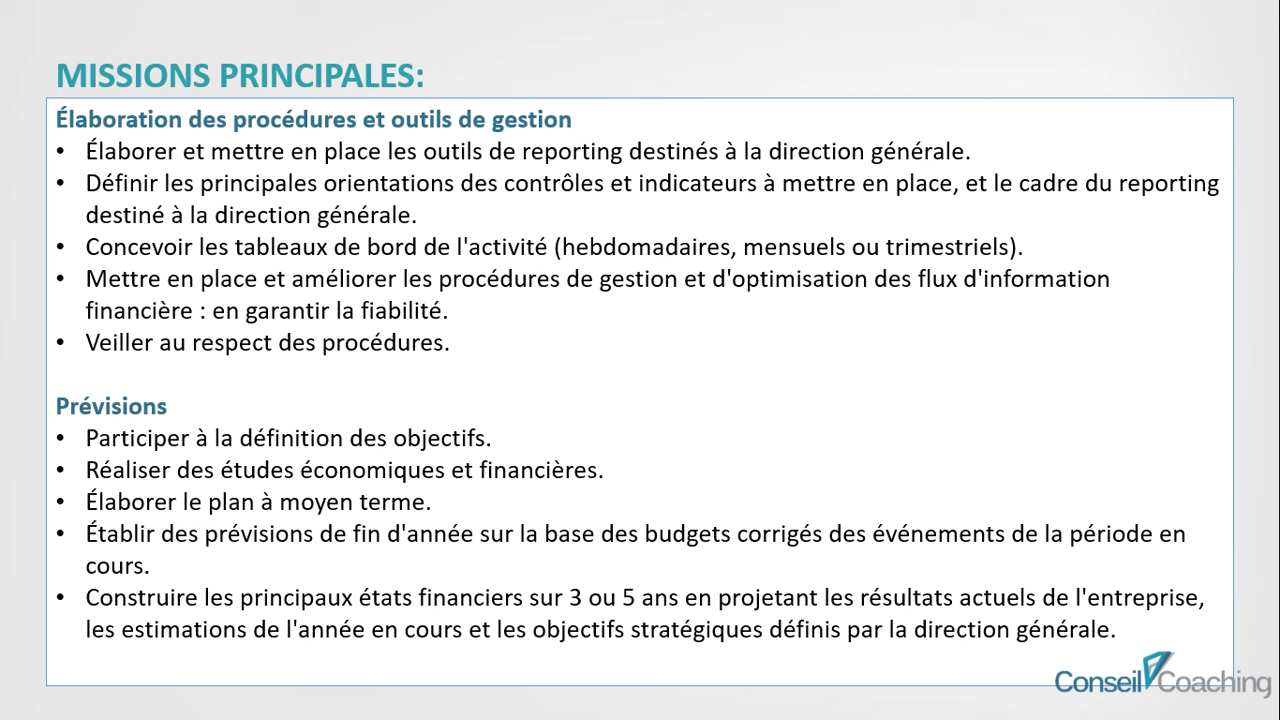 MISSIONS PRINCIPALES:
Élaboration des procédures et outils de gestion
• Élaborer et mettre en place les outils de reporting destinés à la direction générale.
• Définir les principales orientations des contrôles et indicateurs à mettre en place, et le cadre du reporting
destiné à la direction générale.
• Concevoir les tableaux de bord de l'activité (hebdomadaires, mensuels ou trimestriels).
• Mettre en place et améliorer les procédures de gestion et d'optimisation des flux d'information
financière : en garantir la fiabilité.
• Veiller au respect des procédures.
Prévisions
• Participer à la définition des objectifs.
• Réaliser des études économiques et financières.
• Élaborer le plan à moyen terme.
• Établir des prévisions de fin d'année sur la base des budgets corrigés des événements de la période en
cours.
• Construire les principaux états financiers sur 3 ou 5 ans en projetant les résultats actuels de l'entreprise,
les estimations de l'année en cours et les objectifs stratégiques définis par la direction générale.
Conseil Coaching